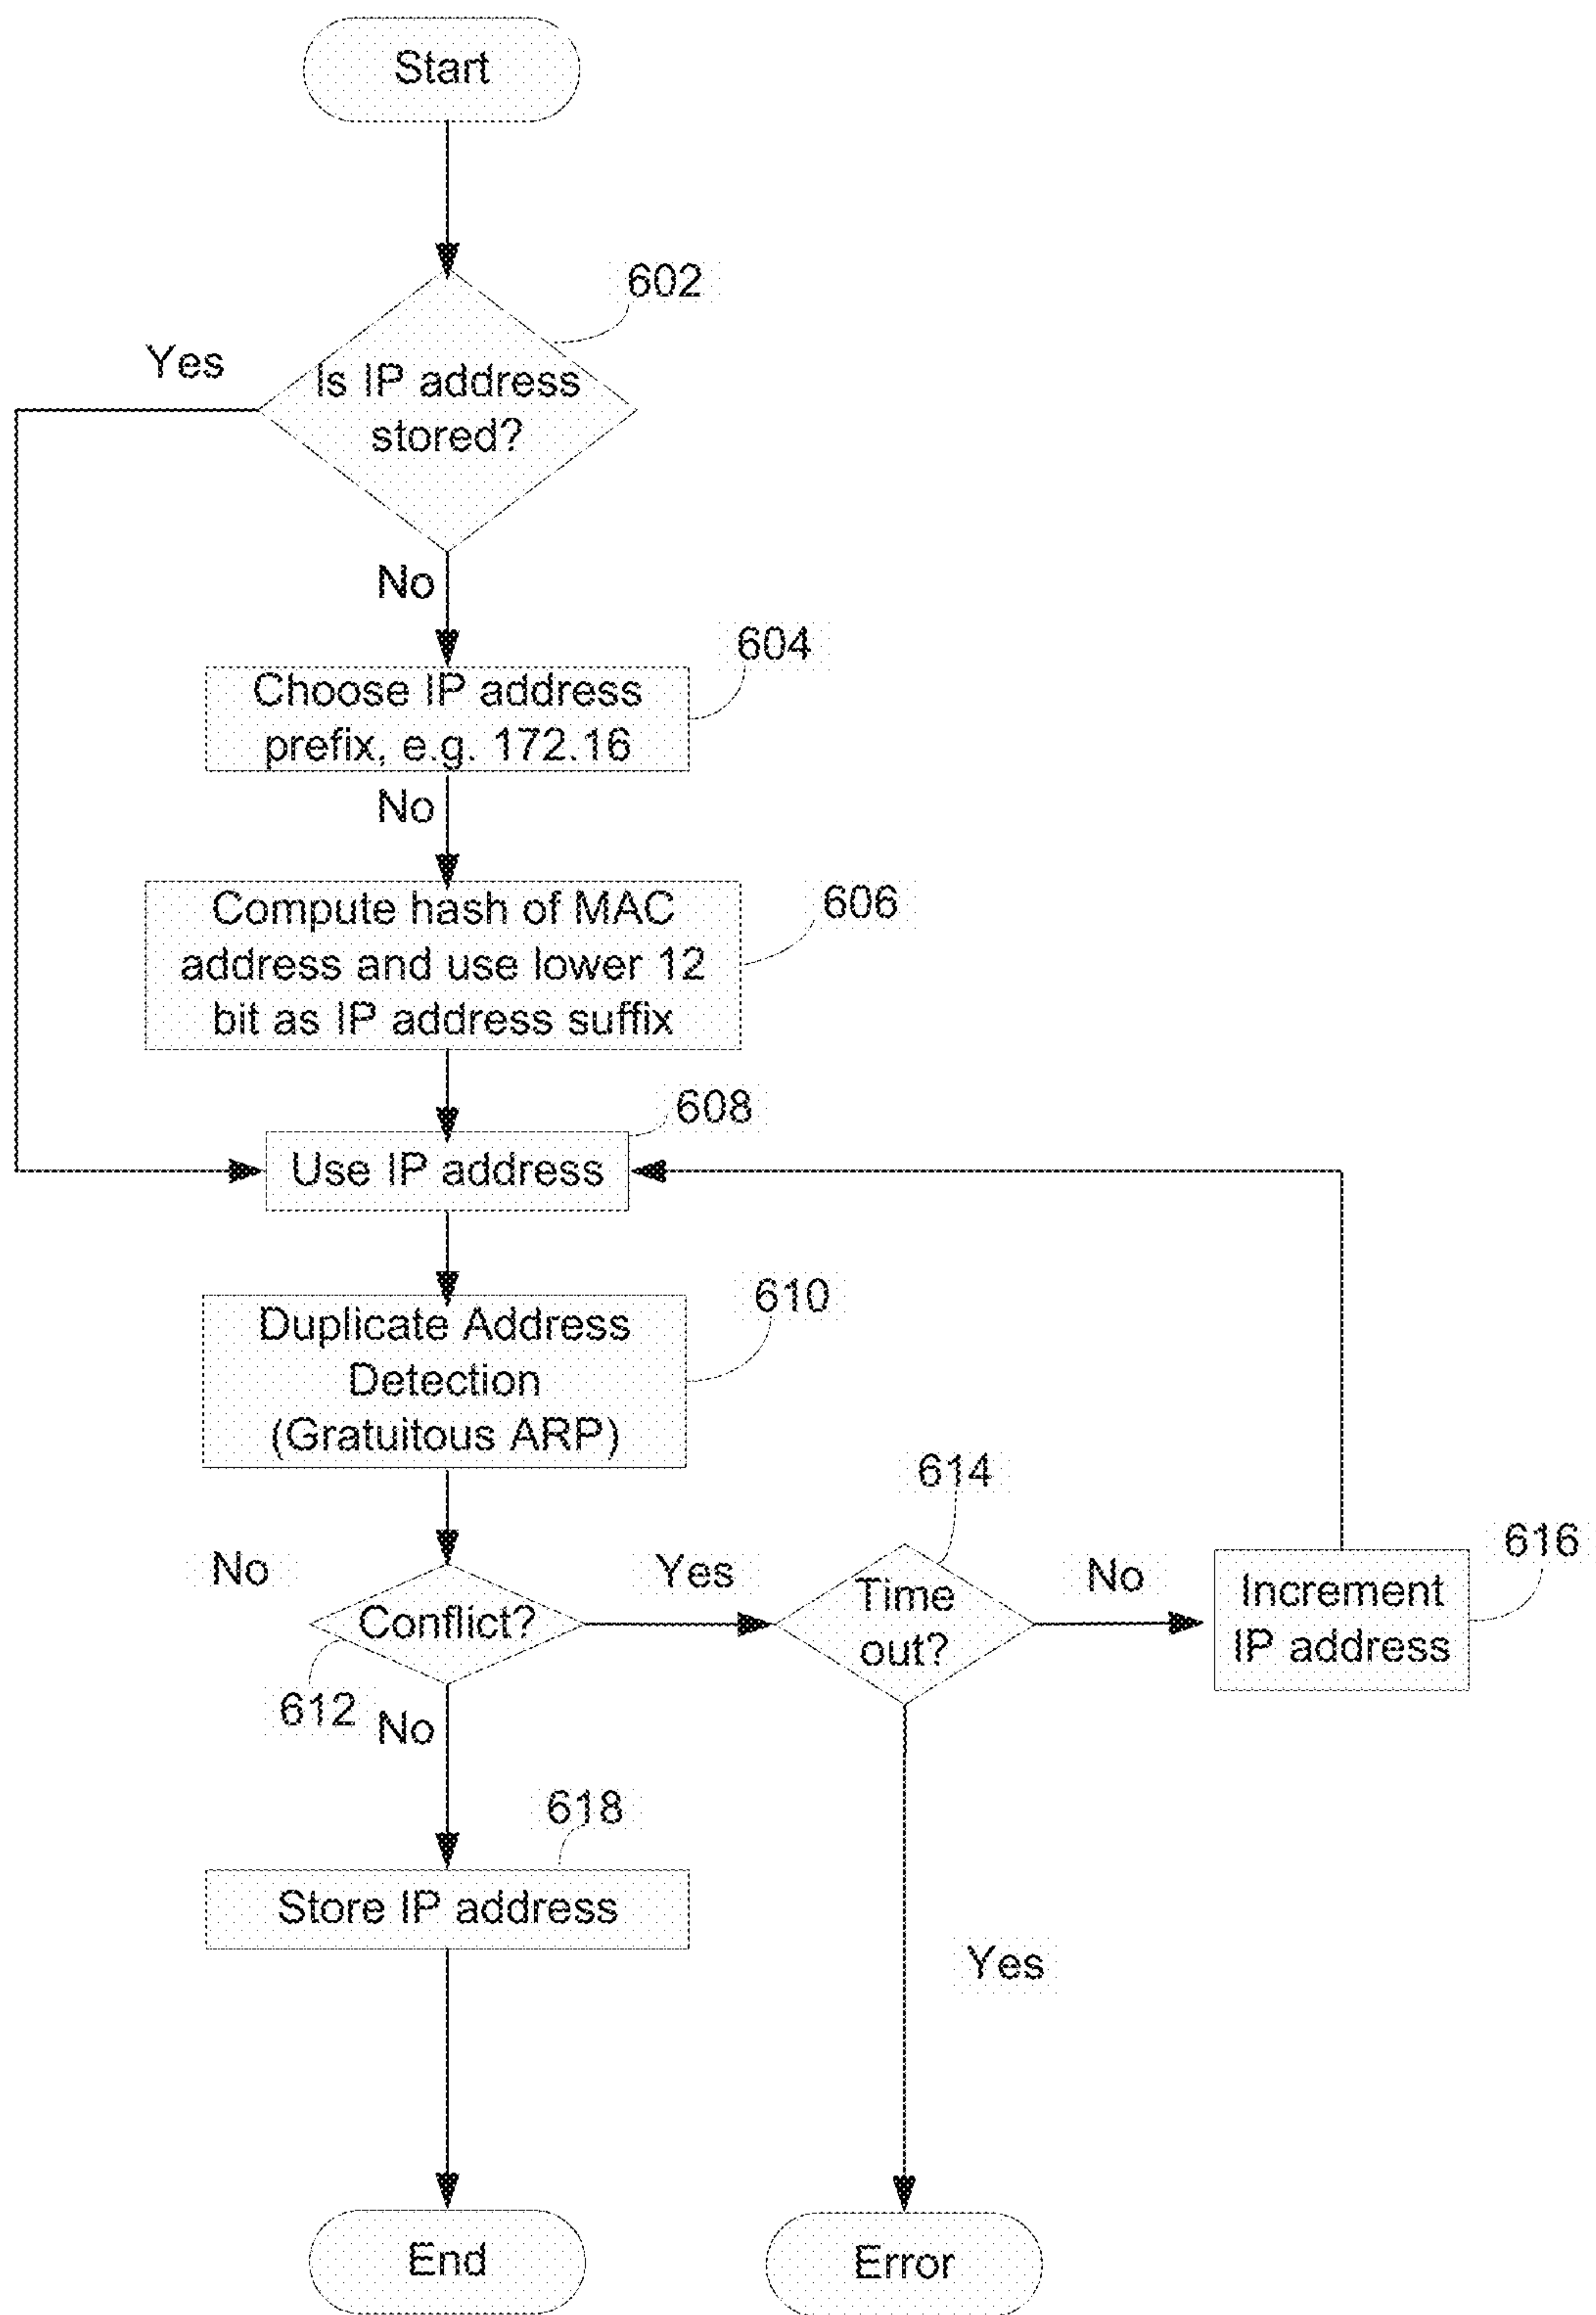 Start
602
Yes
Is IP address
stored?
No
604
Choose IP address
prefix, e.g. 172.16
No
606
Compute hash of MAC
address and use lower 12
bit as IP address suffix
608
Use IP address
610
Duplicate Address
Detection
(Gratuitous ARP)
614
616
No
Yes
No
Conflict?
Time
out?
Increment
IP address
612
No
618
Store IP address
Yes
End
Error